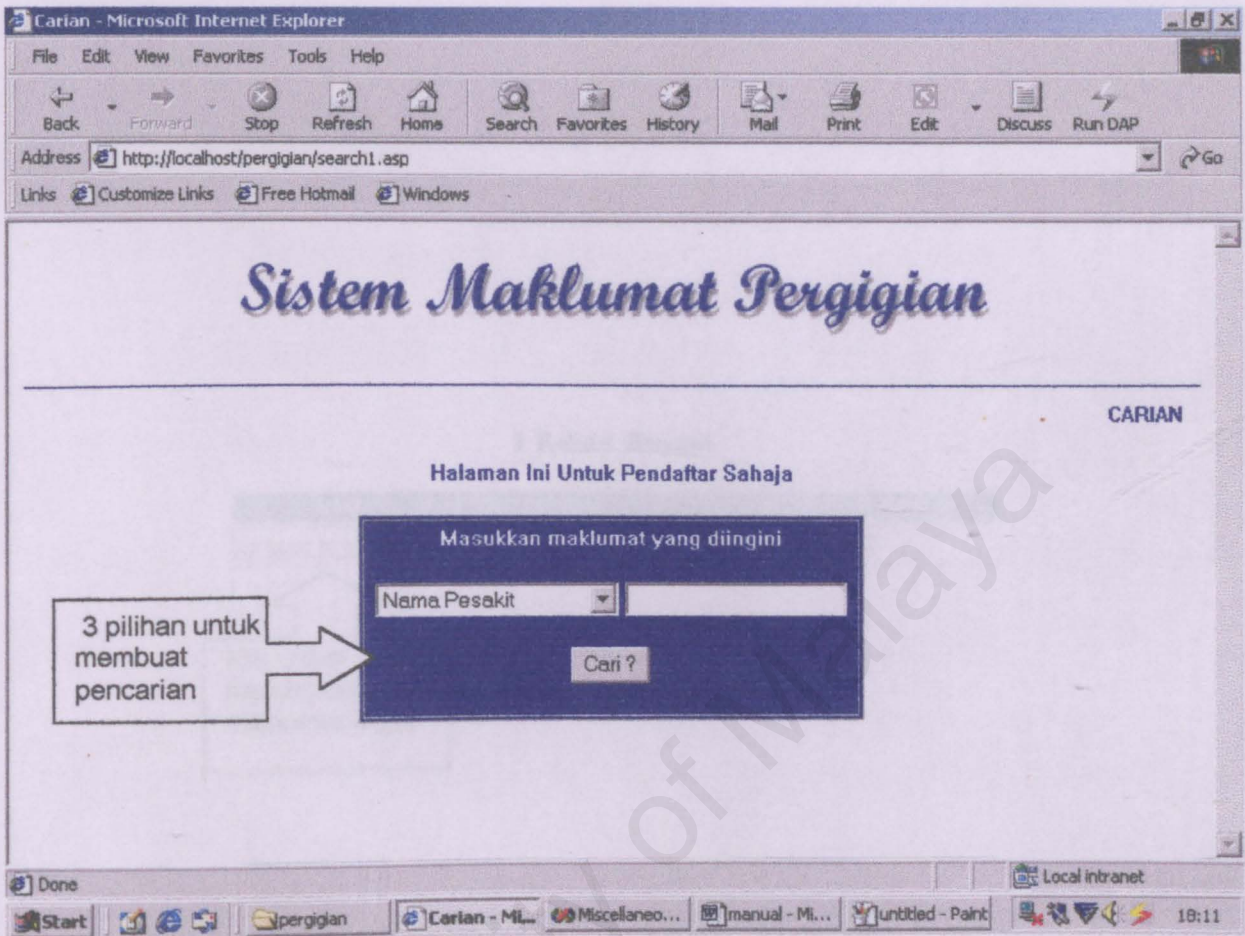 Carian - Microsoft Internet Explorer
File Edit View Favorites Tools Help
Back Forward Stop Refresh Home Search Favorites History Mail Print Edit Discuss Run DAP
Address http://localhost/pergigian/search1.asp Go
Links Customize Links Free Hotmail Windows
Sistem Maklumat Pergigian
CARIAN
Halaman Ini Untuk Pendaftar Sahaja
Masukkan maklumat yang diingini
Nama Pesakit
Cari ?
3 pilihan untuk
membuat
pencarian
of Malaya
Done Local intranet
Start pergigian Carian - Mi... Miscellaneo... manual - Mi... untitled - Paint 18:11